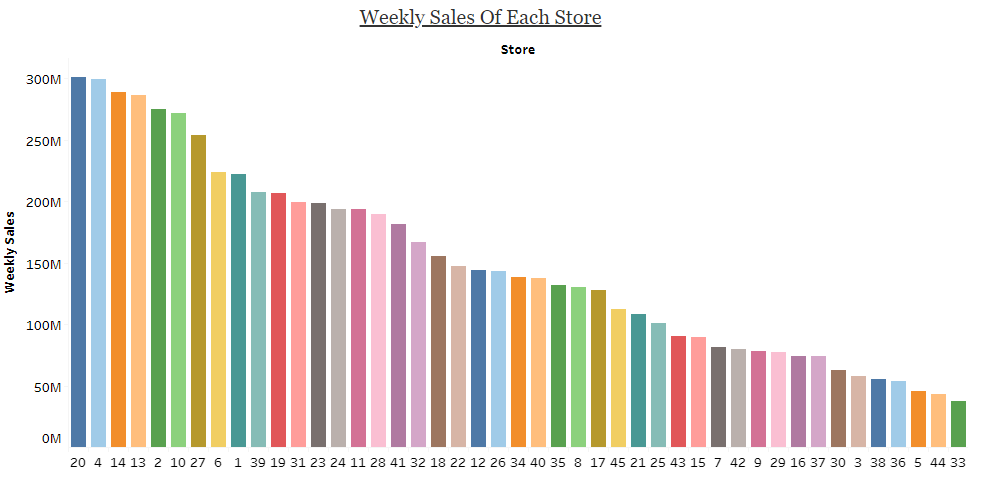 Weekly Sales Of Each Store
Store
Weekly Sales
300M
250M
200M
150M
100M
50M
0M
20 4 14 13 2 10 27 6 1 39 19 31 23 24 11 28 41 32 18 22 12 26 34 40 35 8 17 45 21 25 43 15 7 42 9 29 16 37 30 3 38 36 5 44 33